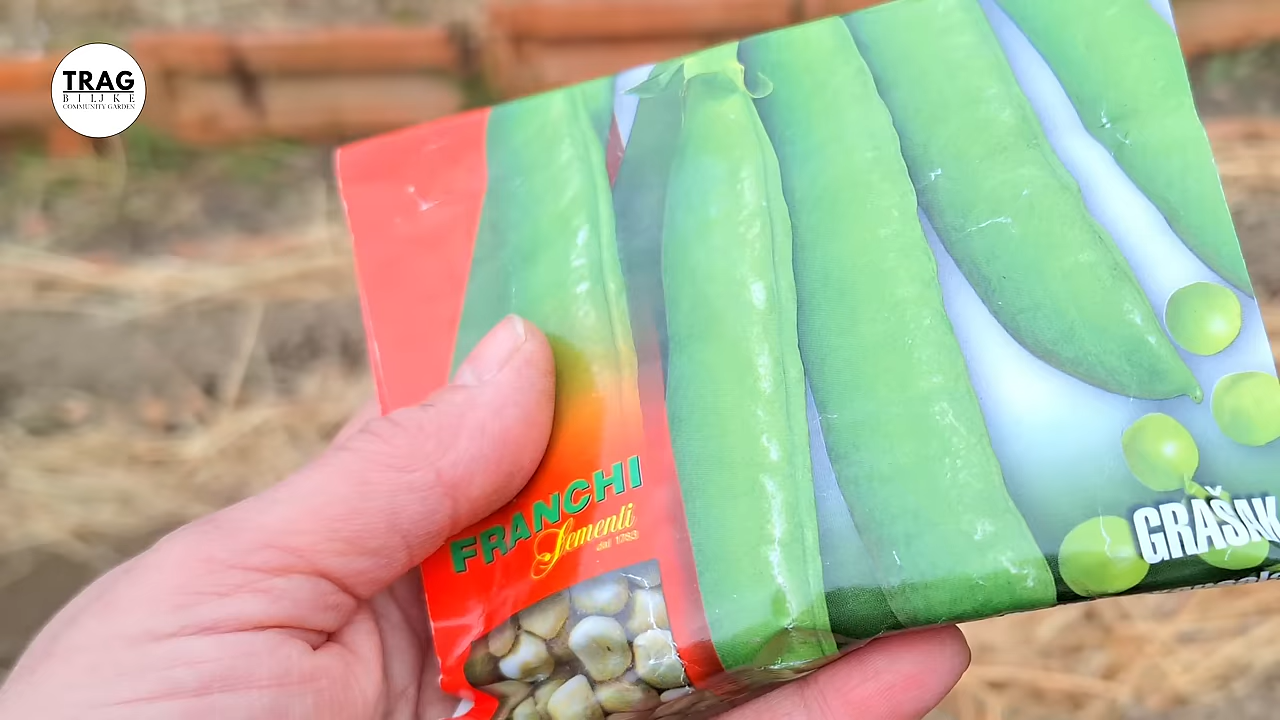 TRAG
BILJKE
COMMUNITY GARDEN
FRANCHI
Sementi
dal 1783
GRAŠAK